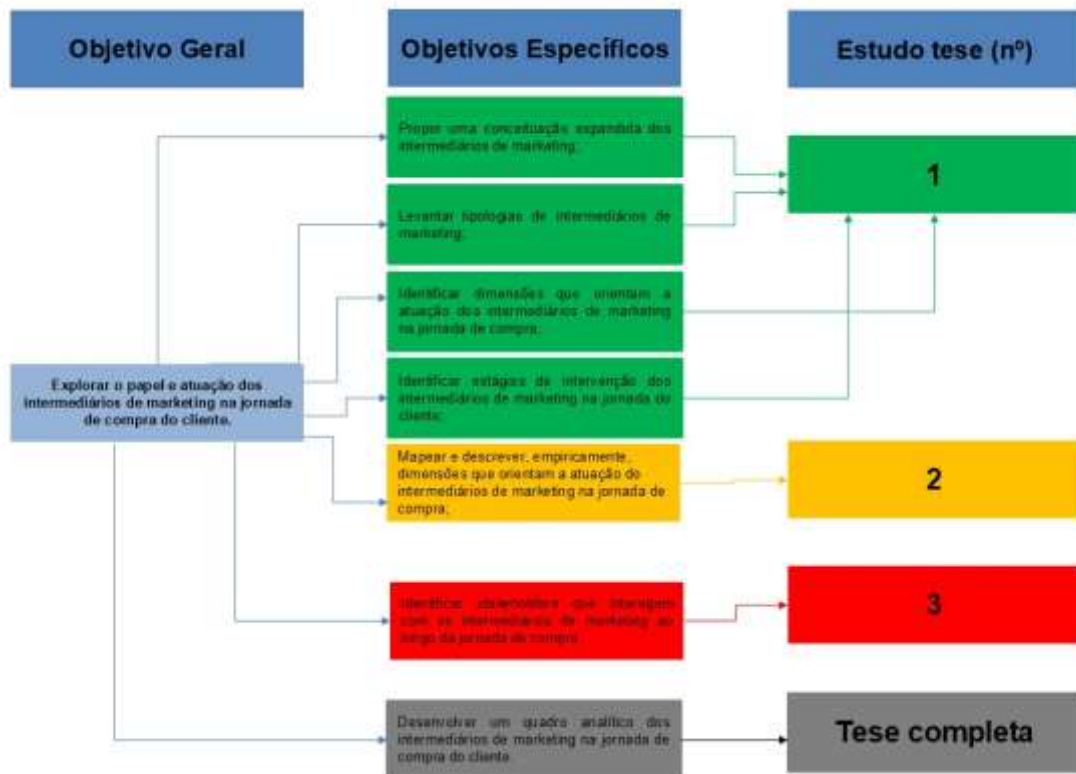 Objetivo Geral
Objetivos Específicos
Estudo tese (nº)
Propor uma conceituação expandida dos
intermediários de marketing;
Levantar tipologias de intermediários de
marketing;
Identificar dimensões que orientam a
atuação dos intermediários de marketing
na jornada de compra;
Identificar estágios de intervenção dos
intermediários de marketing na jornada do
cliente;
Mapear e descrever, empiricamente,
dimensões que orientam a atuação do
intermediários de marketing na jornada de
compra;
Identificar stakeholders que interagem
com os intermediários de marketing ao
longo da jornada de compra
Desenvolver um quadro analítico dos
intermediários de marketing na jornada de
compra do cliente
Explorar o papel e atuação dos
intermediários de marketing na jornada
de compra do cliente.
1
2
3
Tese completa